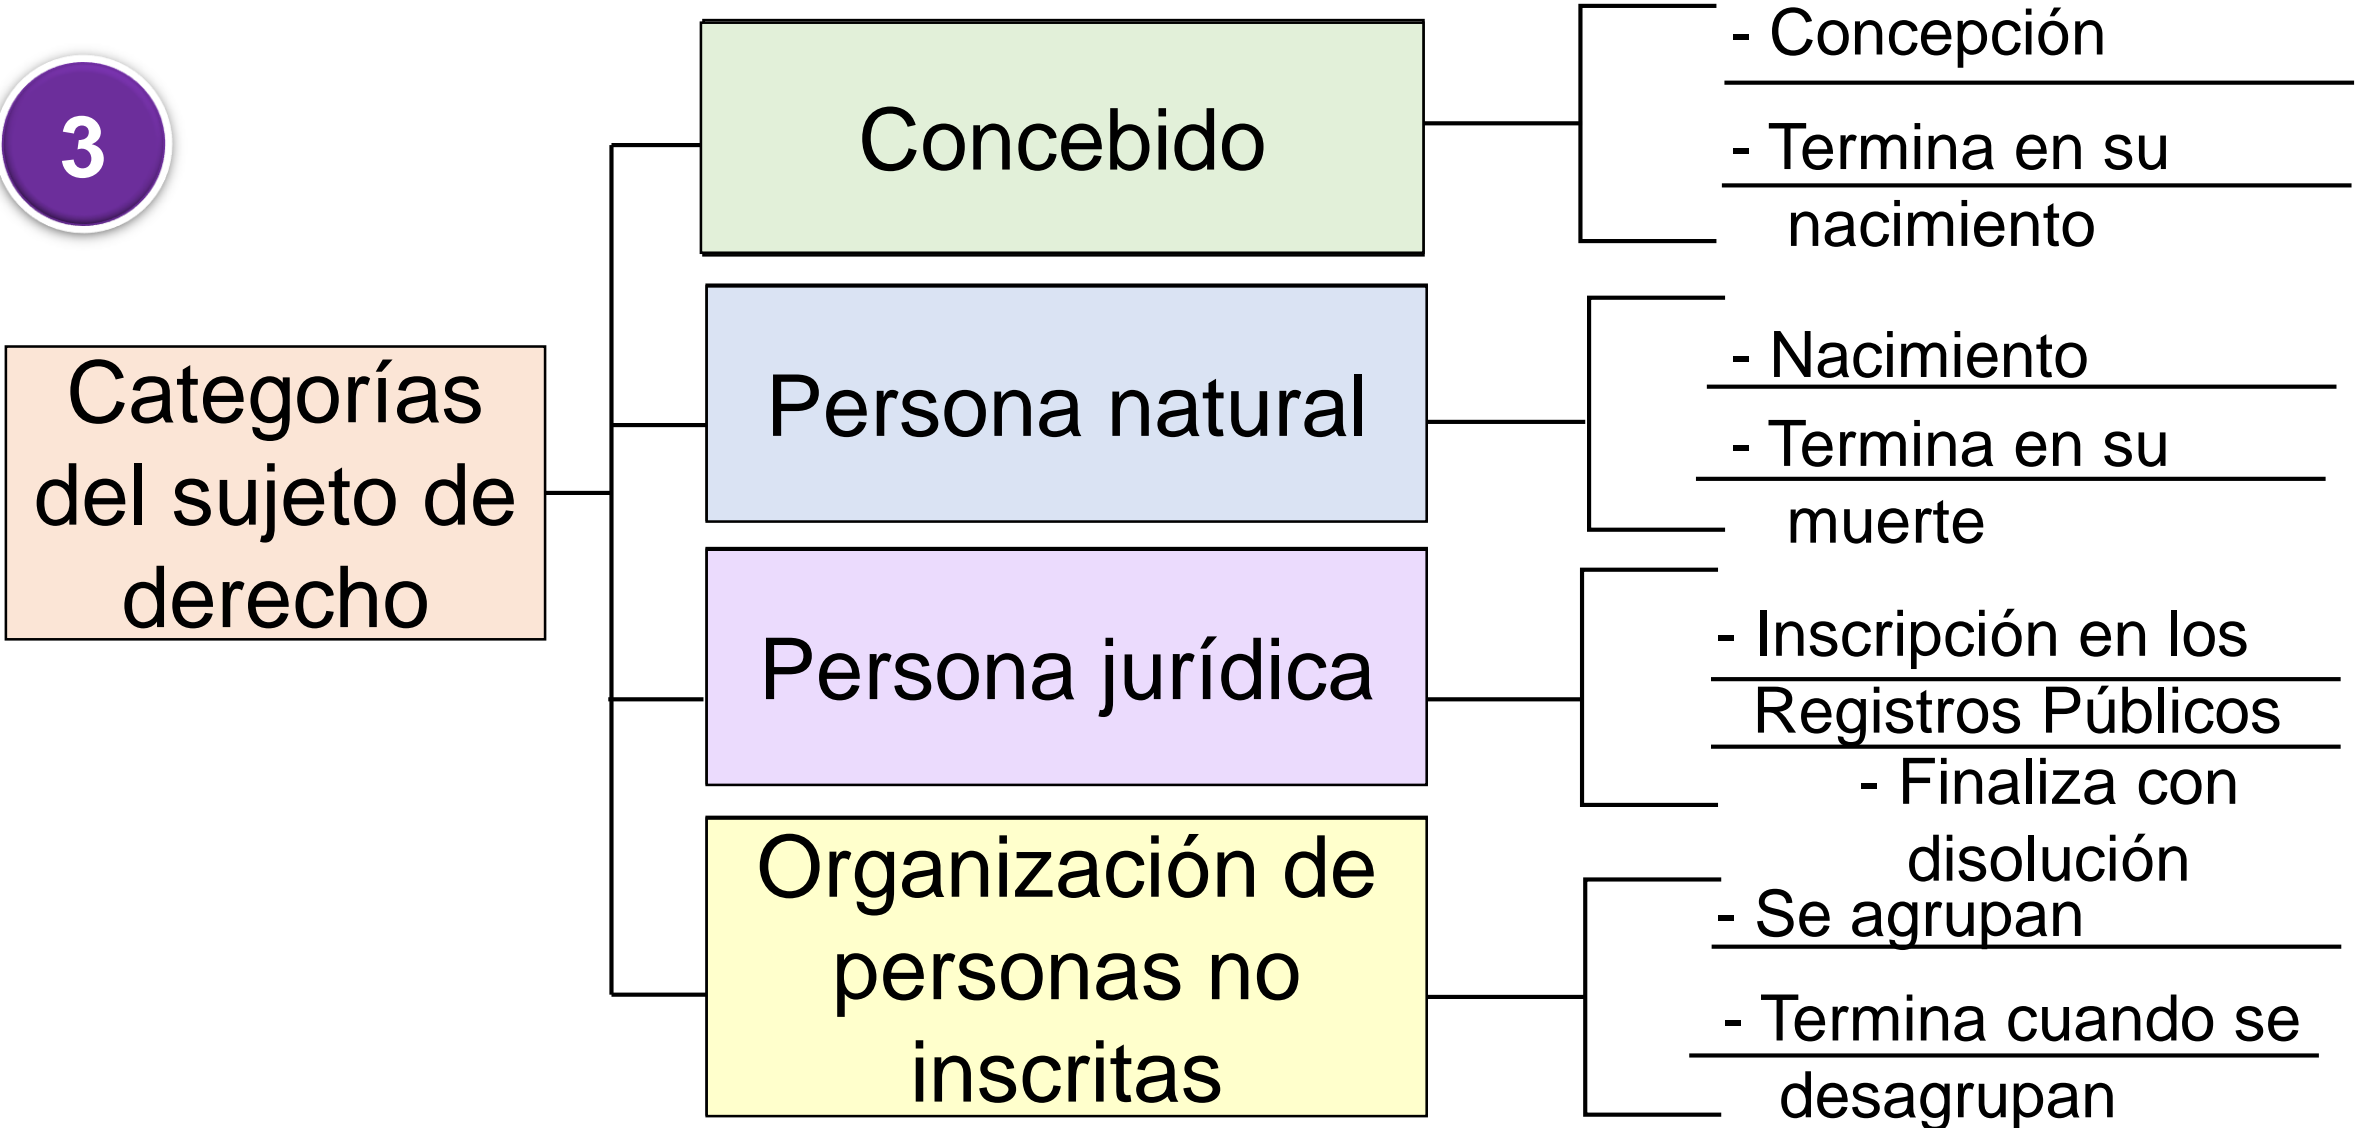 3
Categorías
del sujeto de
derecho
Concebido
- Concepción
- Termina en su
nacimiento
Persona natural
- Nacimiento
- Termina en su
muerte
Persona jurídica
- Inscripción en los
Registros Públicos
- Finaliza con
disolución
Organización de
personas no
inscritas
- Se agrupan
- Termina cuando se
desagrupan